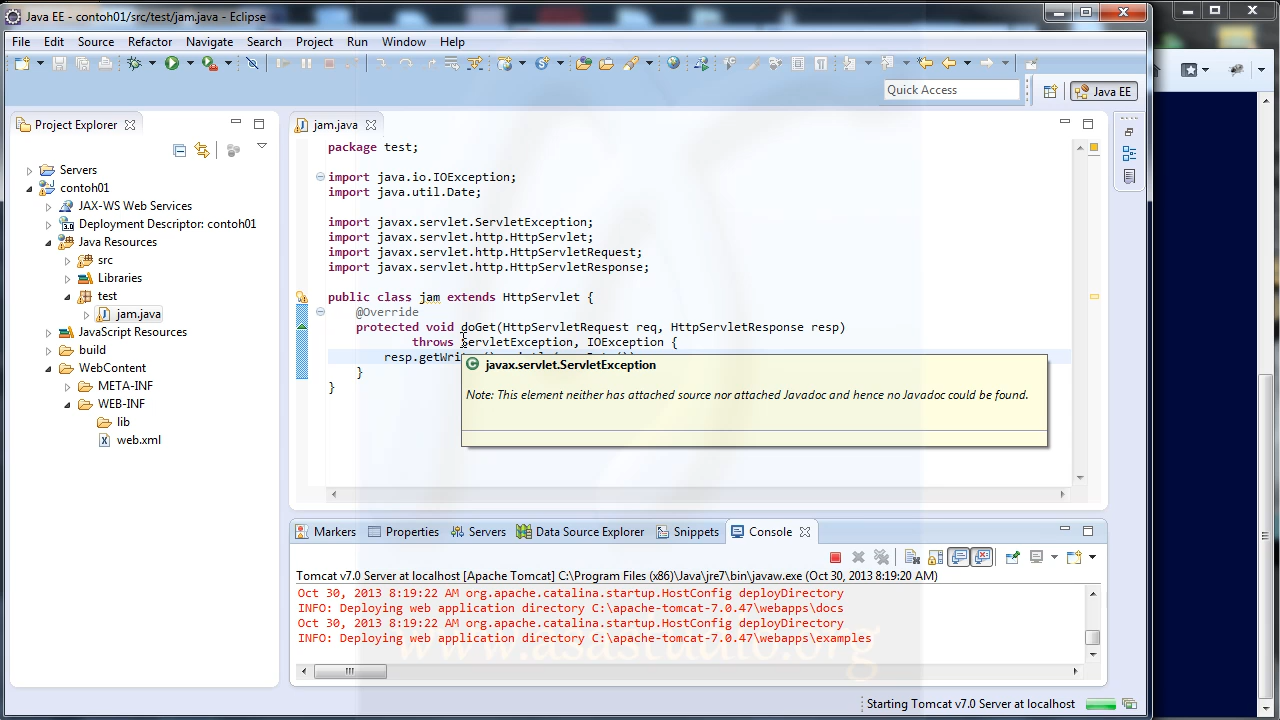 Java EE - contoh01/src/test/jam.java - Eclipse
File Edit Source Refactor Navigate Search Project Run Window Help
Quick Access
Java EE
Project Explorer
Servers
contoh01
JAX-WS Web Services
Deployment Descriptor: contoh01
Java Resources
src
Libraries
test
jam.java
JavaScript Resources
build
WebContent
META-INF
WEB-INF
lib
web.xml
jam.java
package test;
import java.io.IOException;
import java.util.Date;
import javax.servlet.ServletException;
import javax.servlet.http.HttpServlet;
import javax.servlet.http.HttpServletRequest;
import javax.servlet.http.HttpServletResponse;
public class jam extends HttpServlet {
@Override
protected void doGet(HttpServletRequest req, HttpServletResponse resp)
throws ServletException, IOException {
resp.getWri
}
}
javax.servlet.ServletException
Note: This element neither has attached source nor attached Javadoc and hence no Javadoc could be found.
Markers Properties Servers Data Source Explorer Snippets Console
Tomcat v7.0 Server at localhost [Apache Tomcat] C:\Program Files (x86)\Java\jre7\bin\javaw.exe (Oct 30, 2013 8:19:20 AM)
Oct 30, 2013 8:19:22 AM org.apache.catalina.startup.HostConfig deployDirectory
INFO: Deploying web application directory C:\apache-tomcat-7.0.47\webapps\docs
Oct 30, 2013 8:19:22 AM org.apache.catalina.startup.HostConfig deployDirectory
INFO: Deploying web application directory C:\apache-tomcat-7.0.47\webapps\examples
Starting Tomcat v7.0 Server at localhost